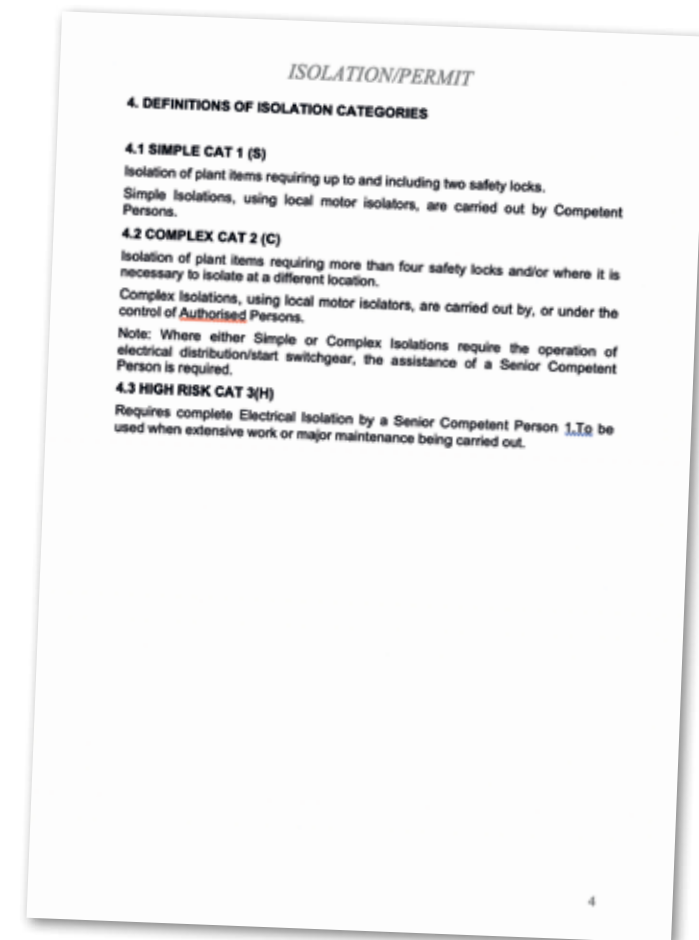 ISOLATION/PERMIT
4. DEFINITIONS OF ISOLATION CATEGORIES
4.1 SIMPLE CAT 1 (S)
Isolation of plant items requiring up to and including two safety locks.
Simple Isolations, using local motor isolators, are carried out by Competent
Persons.
4.2 COMPLEX CAT 2 (C)
Isolation of plant items requiring more than four safety locks and/or where it is
necessary to isolate at a different location.
Complex Isolations, using local motor isolators, are carried out by, or under the
control of Authorised Persons.
Note: Where either Simple or Complex Isolations require the operation of
electrical distribution/start switchgear, the assistance of a Senior Competent
Person is required.
4.3 HIGH RISK CAT 3(H)
Requires complete Electrical Isolation by a Senior Competent Person 1.To be
used when extensive work or major maintenance being carried out.
4